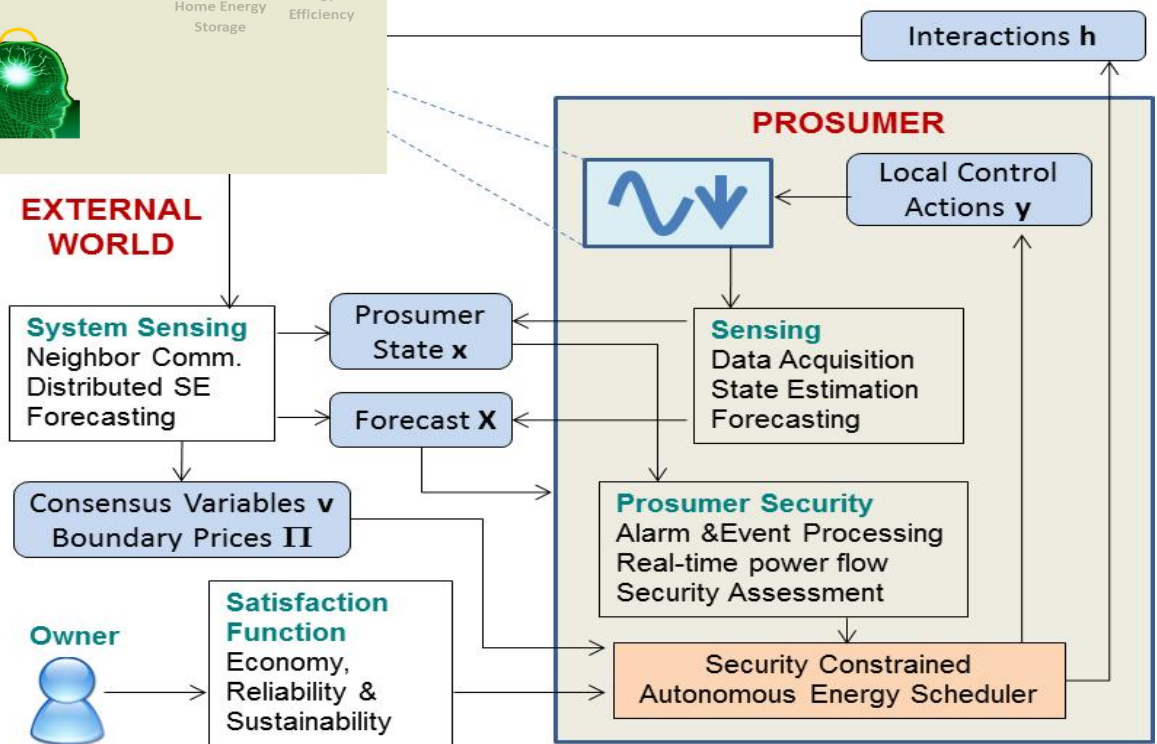 Home Energy
Storage
Efficiency
Interactions h
PROSUMER
Local Control
Actions y
EXTERNAL
WORLD
System Sensing
Neighbor Comm.
Distributed SE
Forecasting
Prosumer
State x
Forecast X
Sensing
Data Acquisition
State Estimation
Forecasting
Consensus Variables v
Boundary Prices Π
Prosumer Security
Alarm &Event Processing
Real-time power flow
Security Assessment
Owner
Satisfaction
Function
Economy,
Reliability &
Sustainability
Security Constrained
Autonomous Energy Scheduler